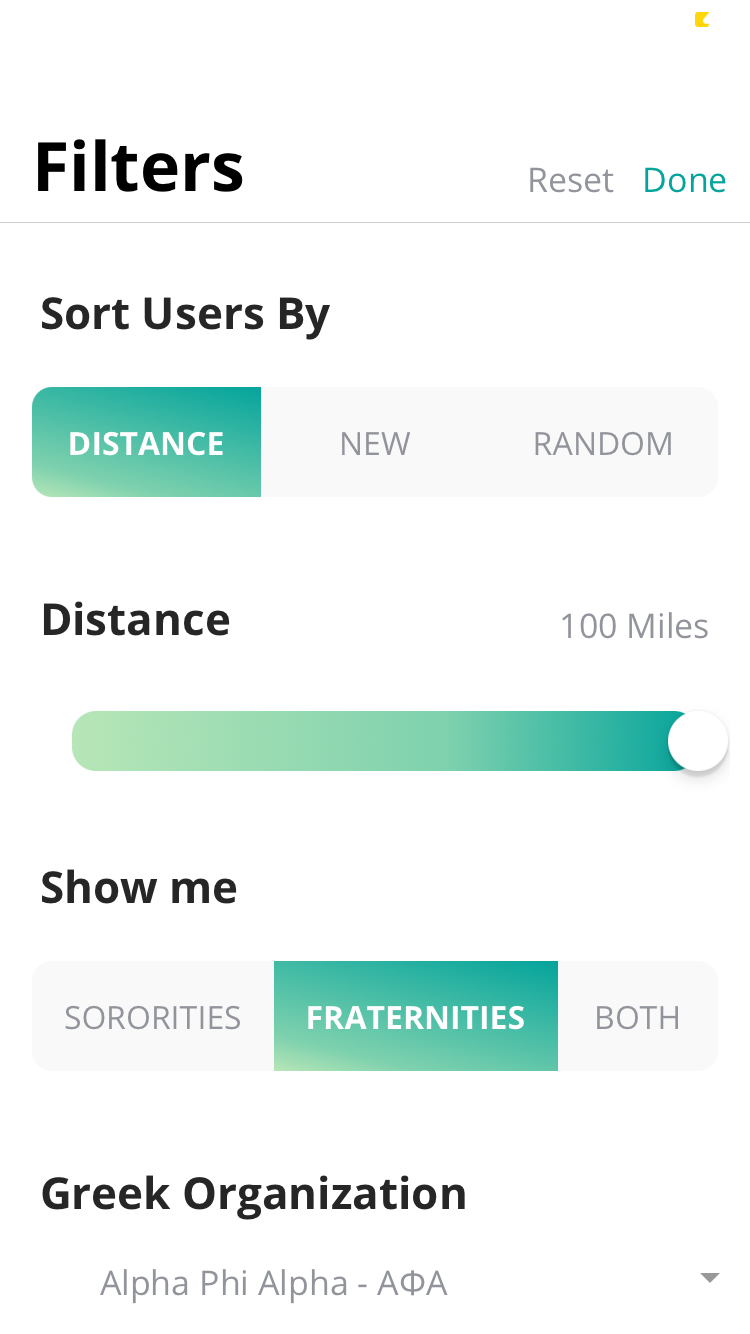 Filters
Reset Done
Sort Users By
DISTANCE NEW RANDOM
Distance
100 Miles
Show me
SORORITIES FRATERNITIES BOTH
Greek Organization
Alpha Phi Alpha - ΑΦΑ